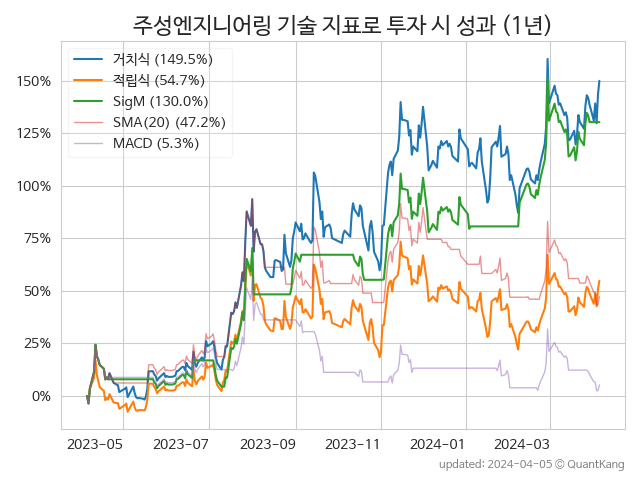 주성엔지니어링 기술 지표로 투자 시 성과 (1년)
거치식 (149.5%)
적립식 (54.7%)
SigM (130.0%)
SMA(20) (47.2%)
MACD (5.3%)
150%
125%
100%
75%
50%
25%
0%
2023-05 2023-07 2023-09 2023-11 2024-01 2024-03
updated: 2024-04-05 © QuantKang